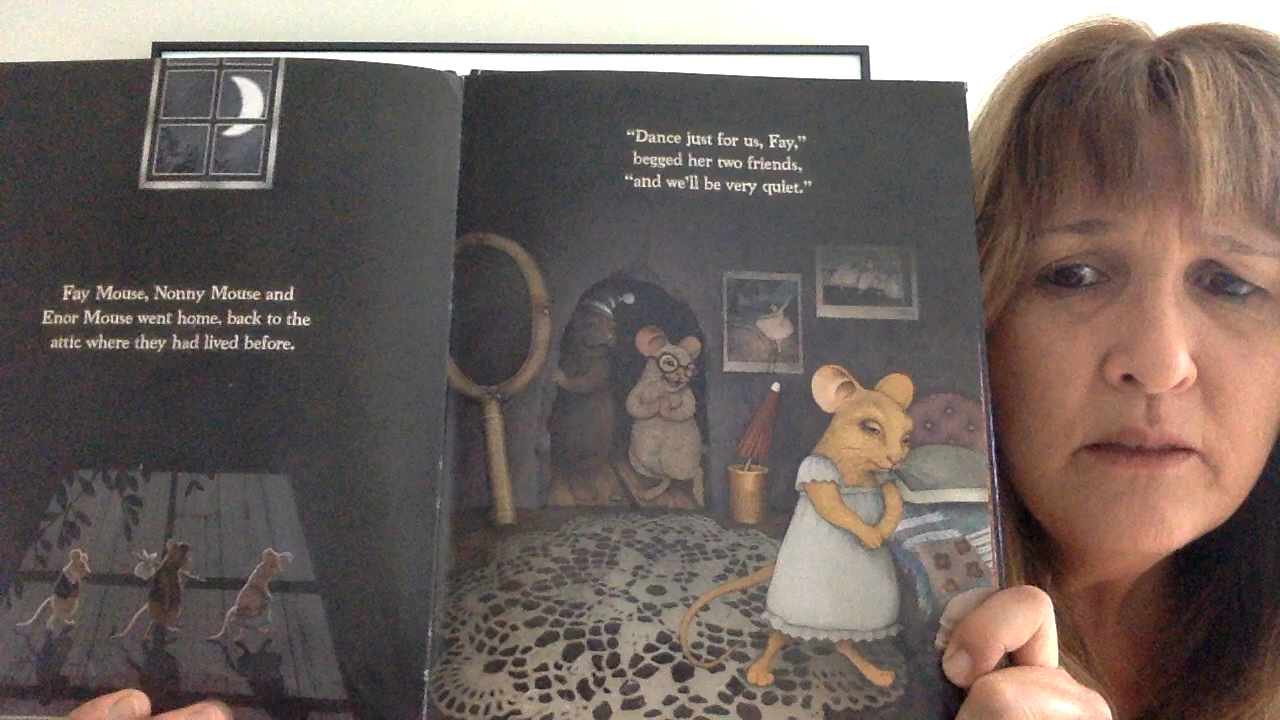 Fay Mouse, Nonny Mouse and
Enor Mouse went home, back to the
attic where they had lived before.
“Dance just for us, Fay,”
begged her two friends,
“and we’ll be very quiet.”